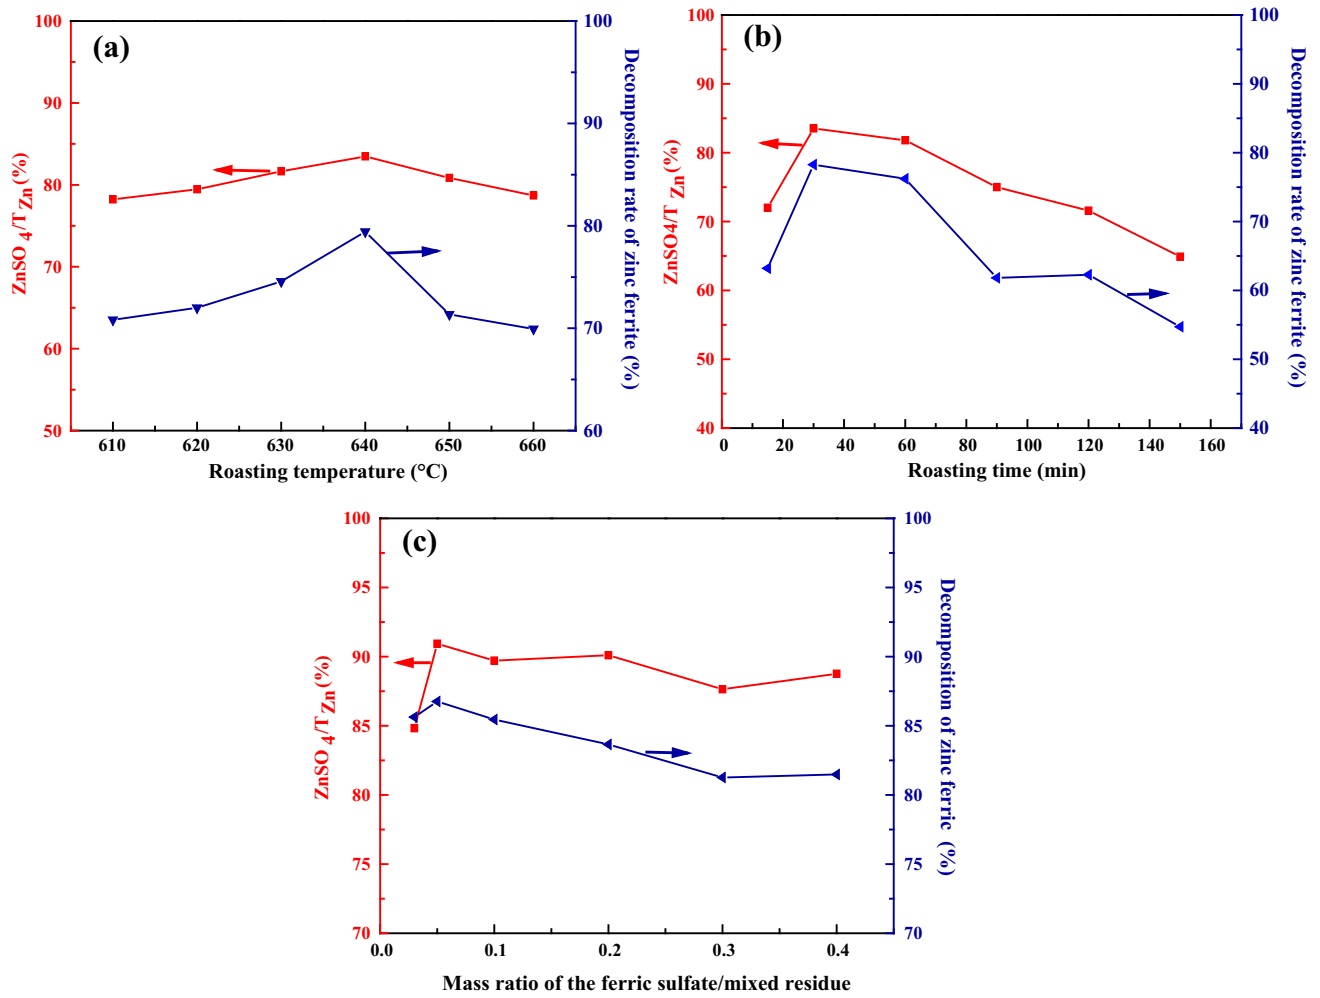 (a)
100
90
80
70
60
50
ZnSO 4/T Zn (%)
100
90
80
70
60
Decomposition rate of zinc ferrite (%)
610 620 630 640 650 660
Roasting temperature (°C)
(b)
100
90
80
70
60
50
40
ZnSO4/T Zn (%)
100
90
80
70
60
50
40
Decomposition rate of zinc ferrite (%)
0 20 40 60 80 100 120 140 160
Roasting time (min)
(c)
100
95
90
85
80
75
70
ZnSO 4/T Zn (%)
100
95
90
85
80
75
70
Decomposition of zinc ferric (%)
0.0 0.1 0.2 0.3 0.4
Mass ratio of the ferric sulfate/mixed residue